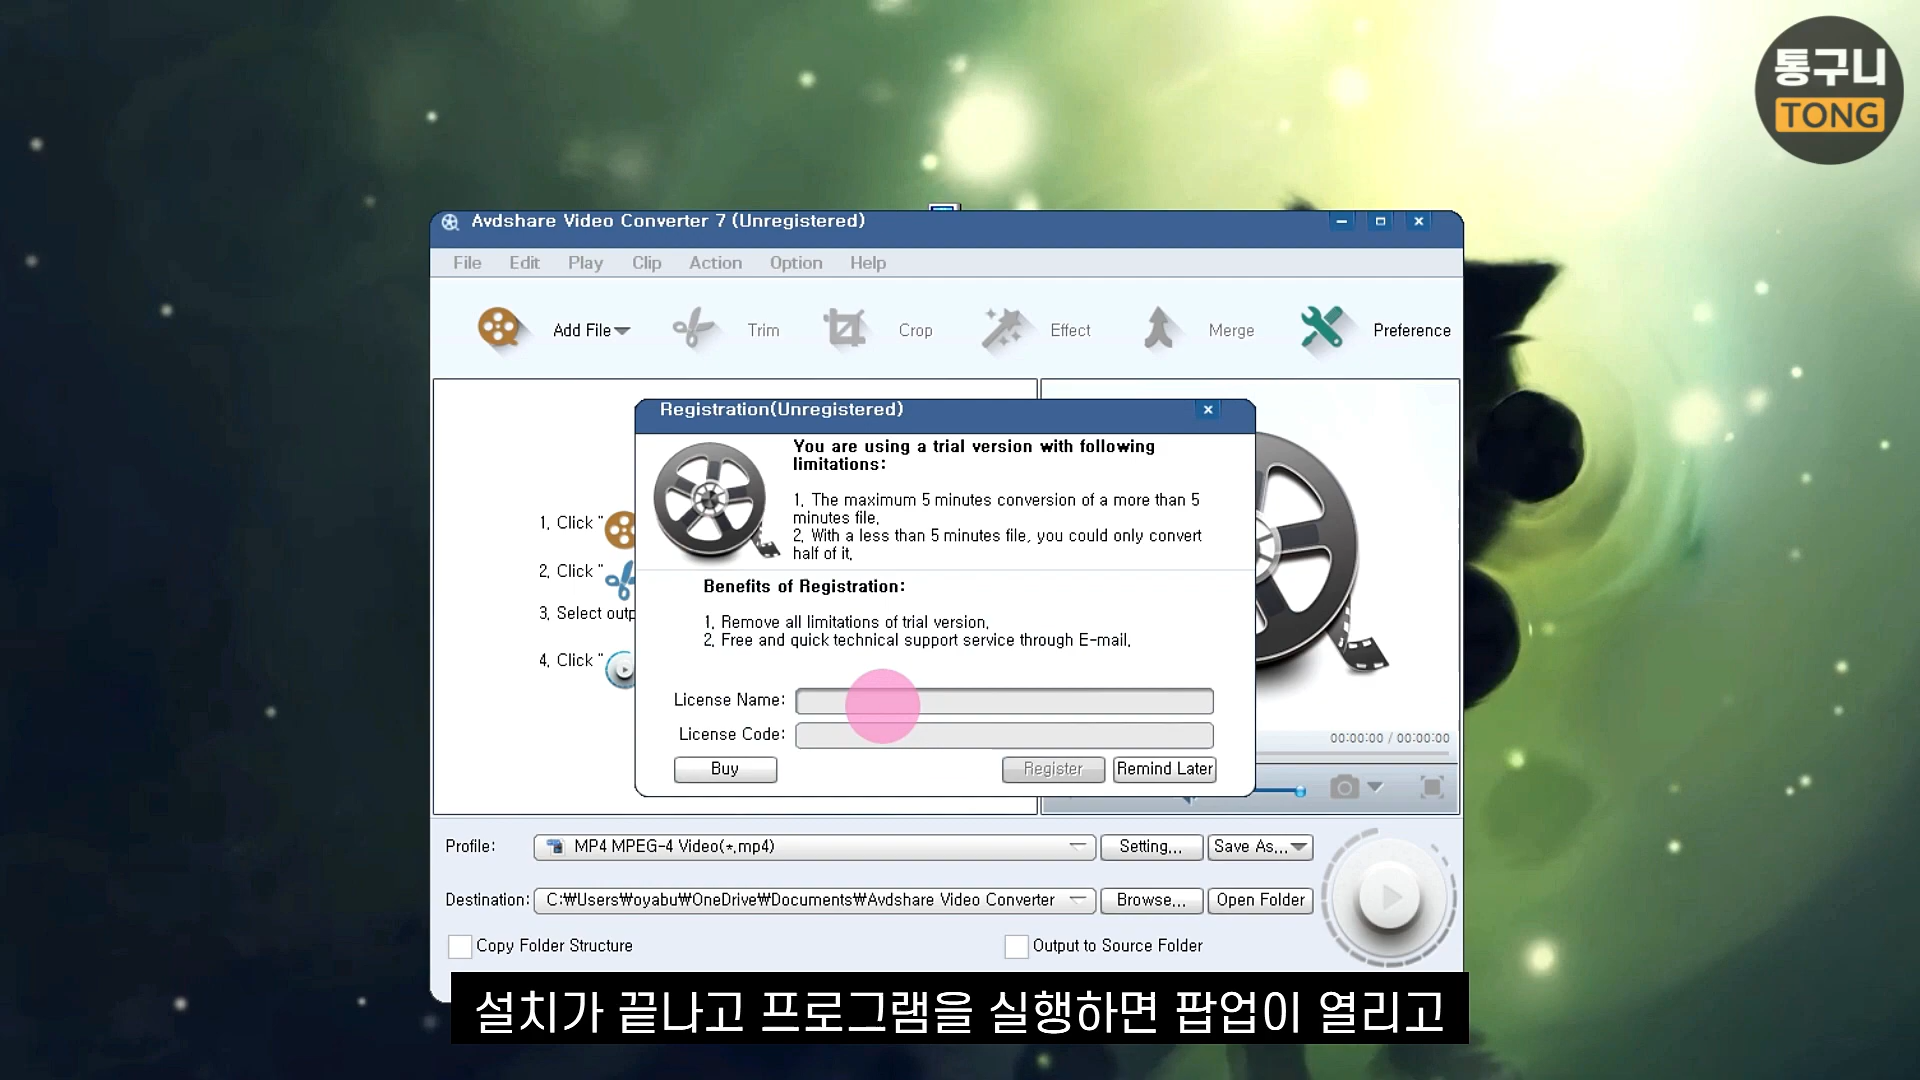 통구니
TONG
Avdshare Video Converter 7 (Unregistered)
File Edit Play Clip Action Option Help
Add File Trim Crop Effect Merge Preference
Registration(Unregistered)
You are using a trial version with following
limitations:
1. The maximum 5 minutes conversion of a more than 5
minutes file.
2. With a less than 5 minutes file, you could only convert
half of it.
Benefits of Registration:
1. Remove all limitations of trial version.
2. Free and quick technical support service through E-mail.
License Name:
License Code:
Buy Register Remind Later
1. Click "
2. Click "
3. Select outp
4. Click "
00:00:00 / 00:00:00
Profile: MP4 MPEG-4 Video(*.mp4) Setting... Save As...
Destination: C:₩Users₩oyabu₩OneDrive₩Documents₩Avdshare Video Converter Browse... Open Folder
Copy Folder Structure Output to Source Folder
설치가 끝나고 프로그램을 실행하면 팝업이 열리고